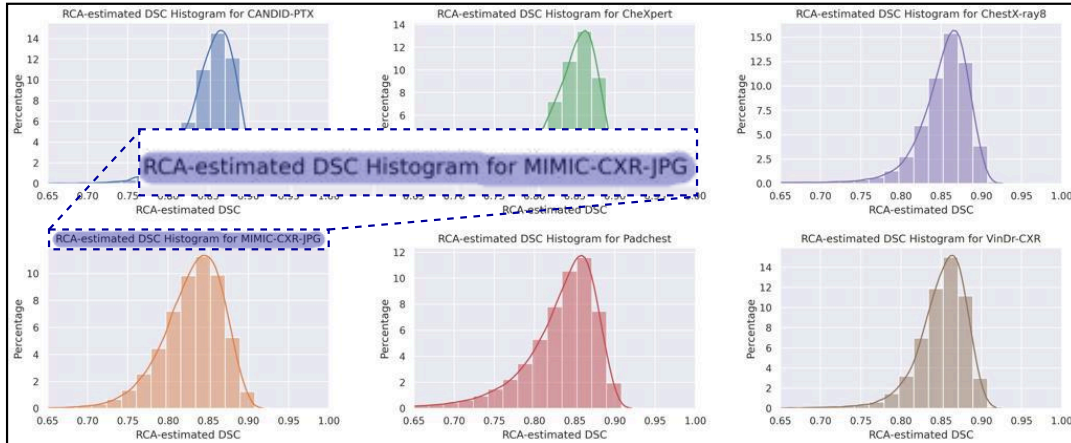 RCA-estimated DSC Histogram for CANDID-PTX
RCA-estimated DSC Histogram for CheXpert
RCA-estimated DSC Histogram for ChestX-ray8
Percentage
14
12
10
8
6
4
2
0
0.65 0.70 0.75
RCA-estimated DSC
Percentage
14
12
10
8
6
0.85 0.90 0.95 1.00
RCA-estimated DSC
Percentage
15.0
12.5
10.0
7.5
5.0
2.5
0.0
0.65 0.70 0.75 0.80 0.85 0.90 0.95 1.00
RCA-estimated DSC
RCA-estimated DSC Histogram for MIMIC-CXR-JPG
RCA-estimated DSC Histogram for MIMIC-CXR-JPG
RCA-estimated DSC Histogram for Padchest
RCA-estimated DSC Histogram for VinDr-CXR
Percentage
10
8
6
4
2
0
0.65 0.70 0.75 0.80 0.85 0.90 0.95 1.00
RCA-estimated DSC
Percentage
12
10
8
6
4
2
0
0.65 0.70 0.75 0.80 0.85 0.90 0.95 1.00
RCA-estimated DSC
Percentage
14
12
10
8
6
4
2
0
0.65 0.70 0.75 0.80 0.85 0.90 0.95 1.00
RCA-estimated DSC